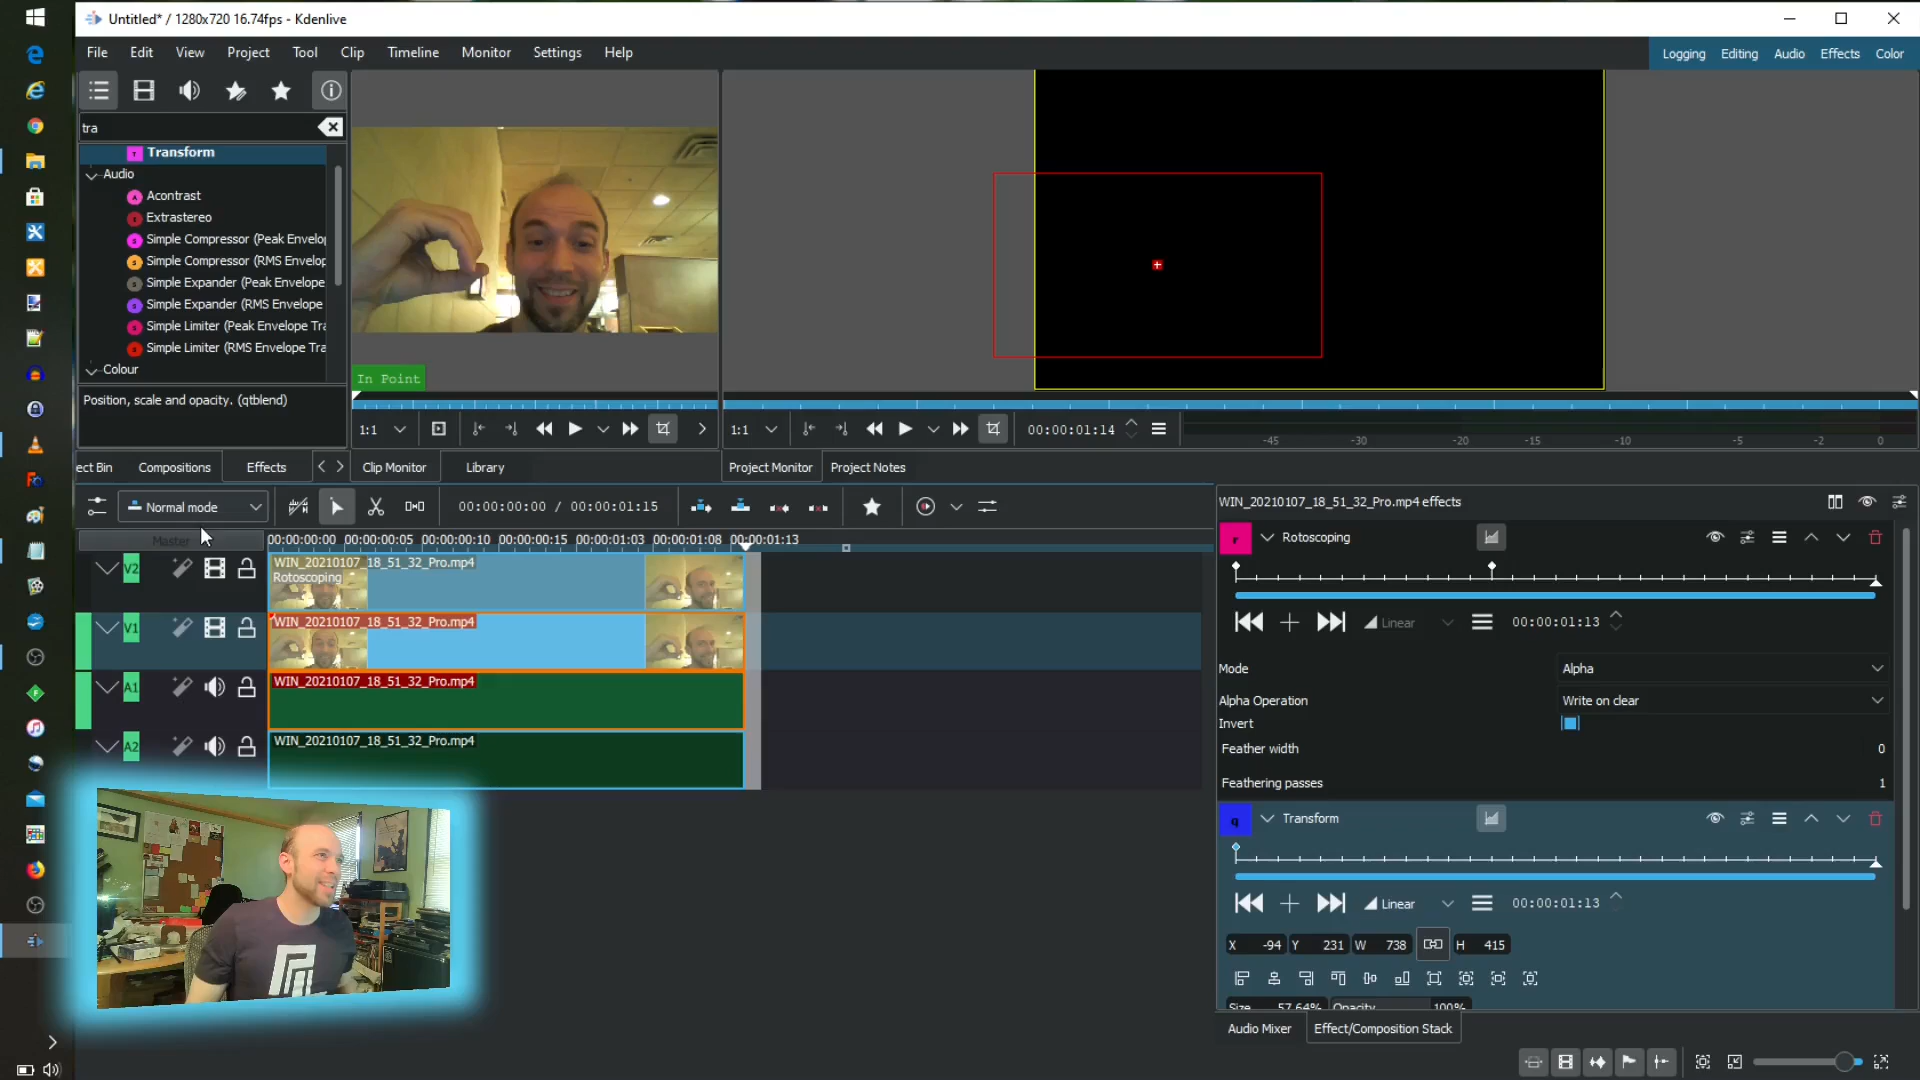 Untitled* / 1280x720 16.74fps - Kdenlive
File Edit View Project Tool Clip Timeline Monitor Settings Help
Logging Editing Audio Effects Color
tra
Transform
Audio
Acontrast
Extrastereo
Simple Compressor (Peak Envelo
Simple Compressor (RMS Envelop
Simple Expander (Peak Envelope
Simple Expander (RMS Envelope
Simple Limiter (Peak Envelope Tra
Simple Limiter (RMS Envelope Tra
Colour
Position, scale and opacity. (qtblend)
In Point
1:1
1:1 00:00:01:14
-45 -30 -20 -15 -10 -5 -2 0
ect Bin Compositions Effects Clip Monitor Library Project Monitor Project Notes
Normal mode 00:00:00:00 / 00:00:01:15
Master
00:00:00:00 00:00:00:05 00:00:00:10 00:00:00:15 00:00:01:03 00:00:01:08 00:00:01:13
V2 WIN_20210107_18_51_32_Pro.mp4
Rotoscoping
V1 WIN_20210107_18_51_32_Pro.mp4
A1 WIN_20210107_18_51_32_Pro.mp4
A2 WIN_20210107_18_51_32_Pro.mp4
WIN_20210107_18_51_32_Pro.mp4 effects
r Rotoscoping
Linear 00:00:01:13
Mode Alpha
Alpha Operation Write on clear
Invert
Feather width 0
Feathering passes 1
q Transform
Linear 00:00:01:13
X -94 Y 231 W 738 H 415
Size 57.64% Opacity 100%
Audio Mixer Effect/Composition Stack